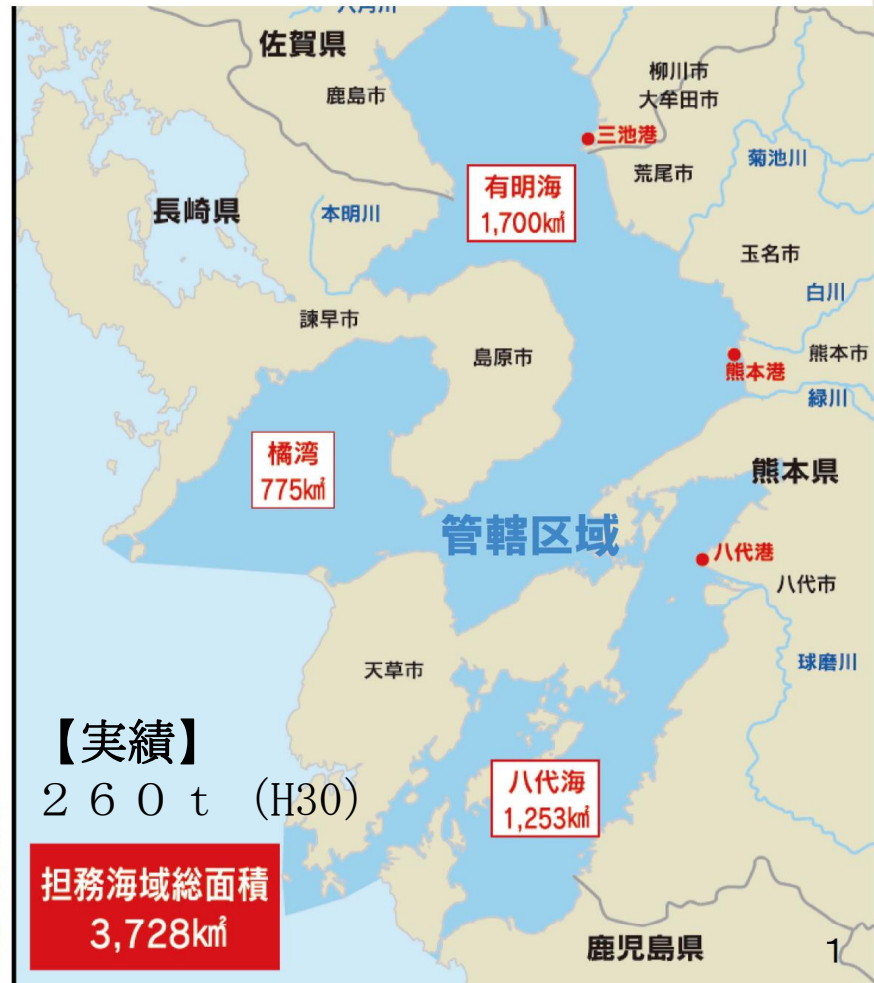 六角川
佐賀県
柳川市
鹿島市
大牟田市
三池港
菊池川
荒尾市
有明海
1,700k㎡
長崎県
本明川
玉名市
白川
諫早市
島原市
熊本市
熊本港
緑川
橘湾
775k㎡
熊本県
管轄区域
八代港
八代市
天草市
球磨川
【実績】
260t (H30)
八代海
1,253k㎡
担務海域総面積
3,728k㎡
鹿児島県
1